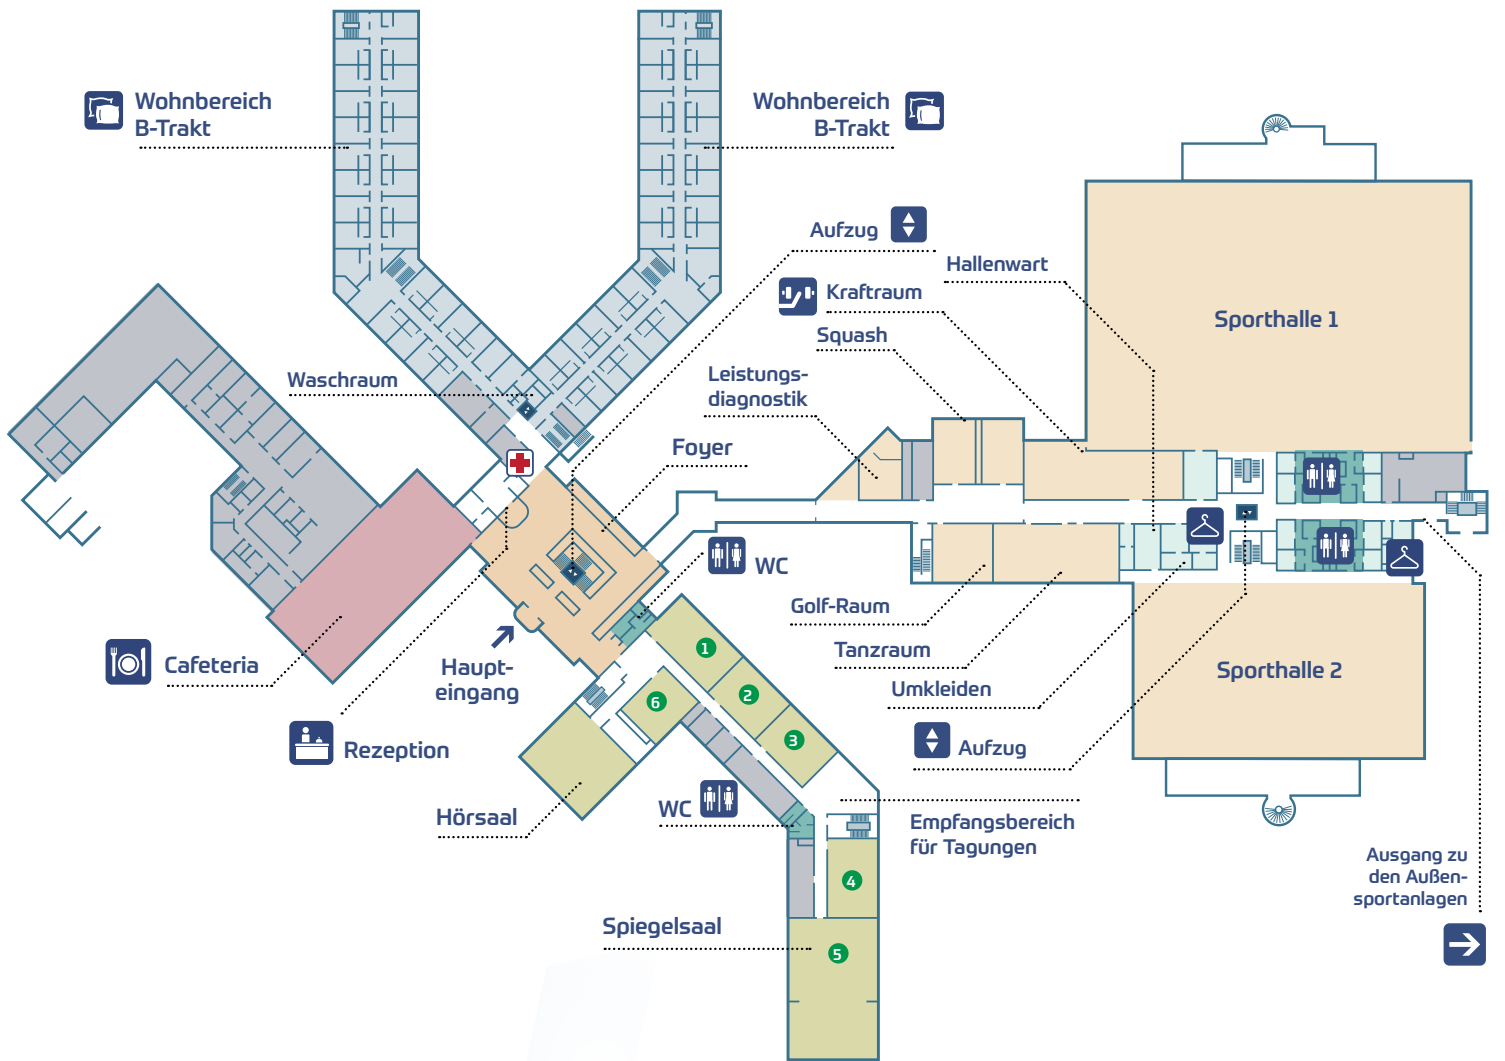 Wohnbereich
B-Trakt
Wohnbereich
B-Trakt
Aufzug
Hallenwart
Kraftraum
Sporthalle 1
Squash
Waschraum
Leistungs-
diagnostik
Foyer
WC
Golf-Raum
Tanzraum
Umkleiden
Sporthalle 2
Cafeteria
Haupt-
eingang
1
2
3
6
Rezeption
Aufzug
Hörsaal
WC
Empfangsbereich
für Tagungen
Ausgang zu
den Außen-
sportanlagen
4
Spiegelsaal
5